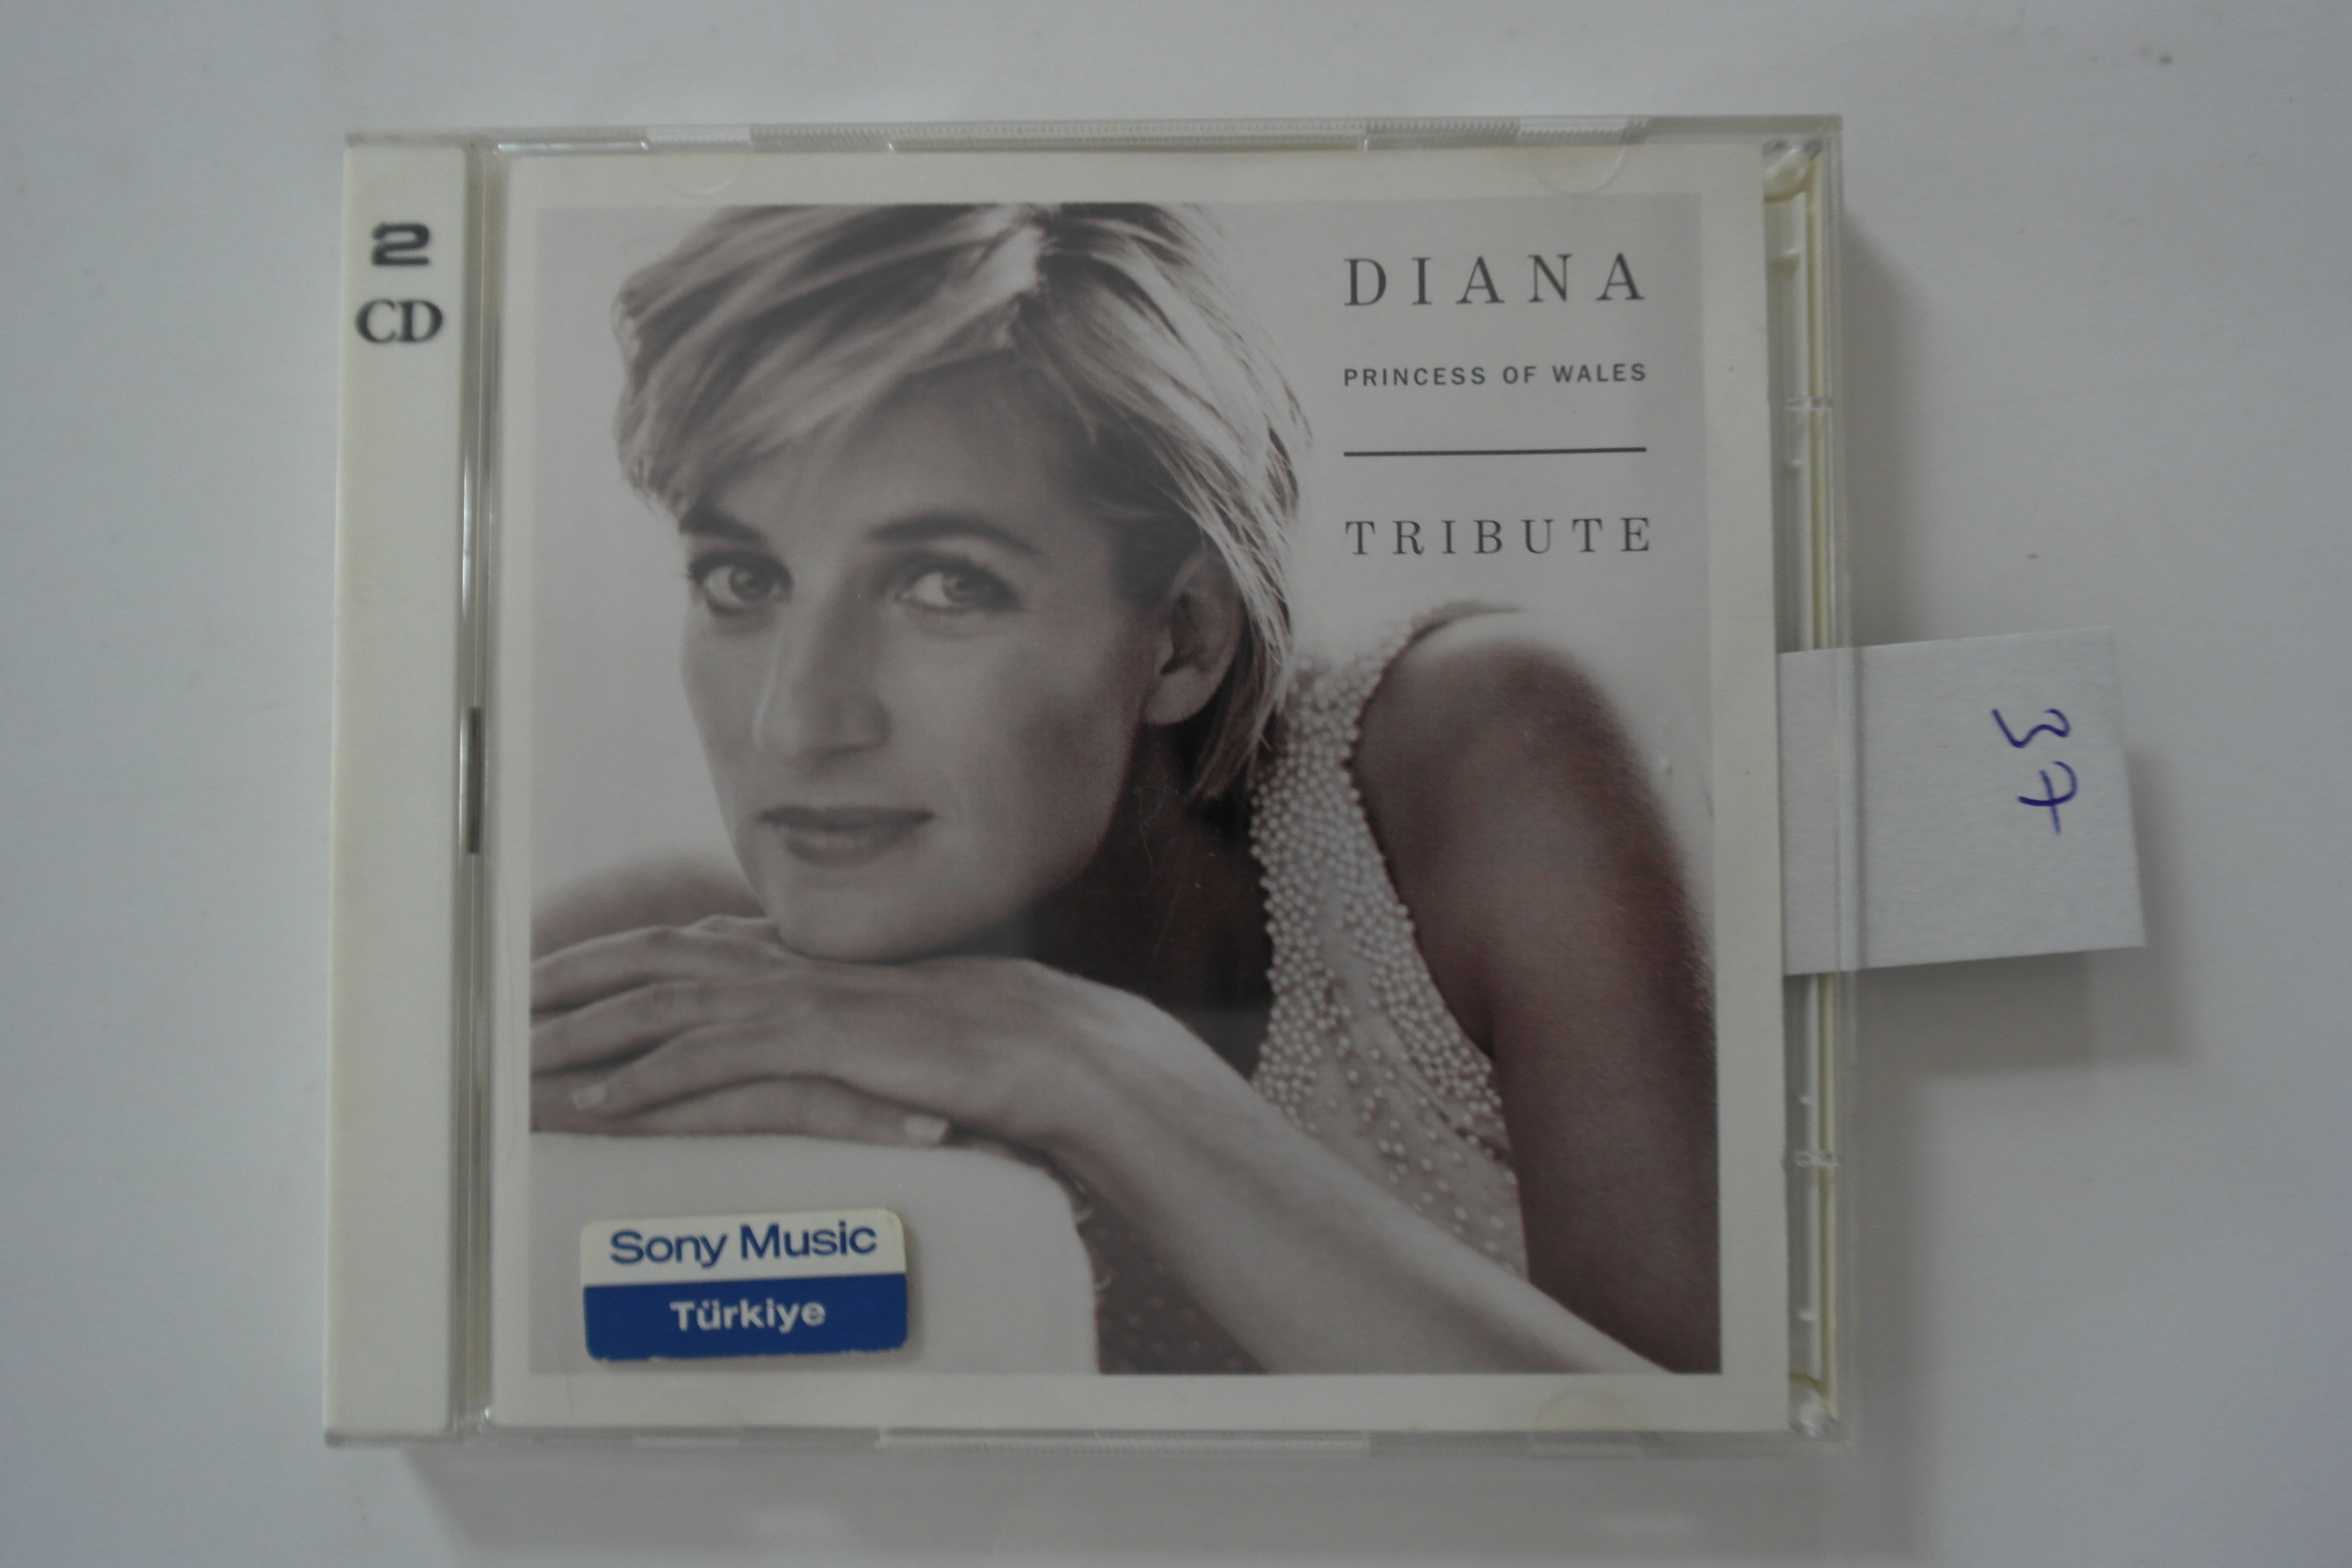 2
CD
DIANA
PRINCESS OF WALES
TRIBUTE
Sony Music
Türkiye
37